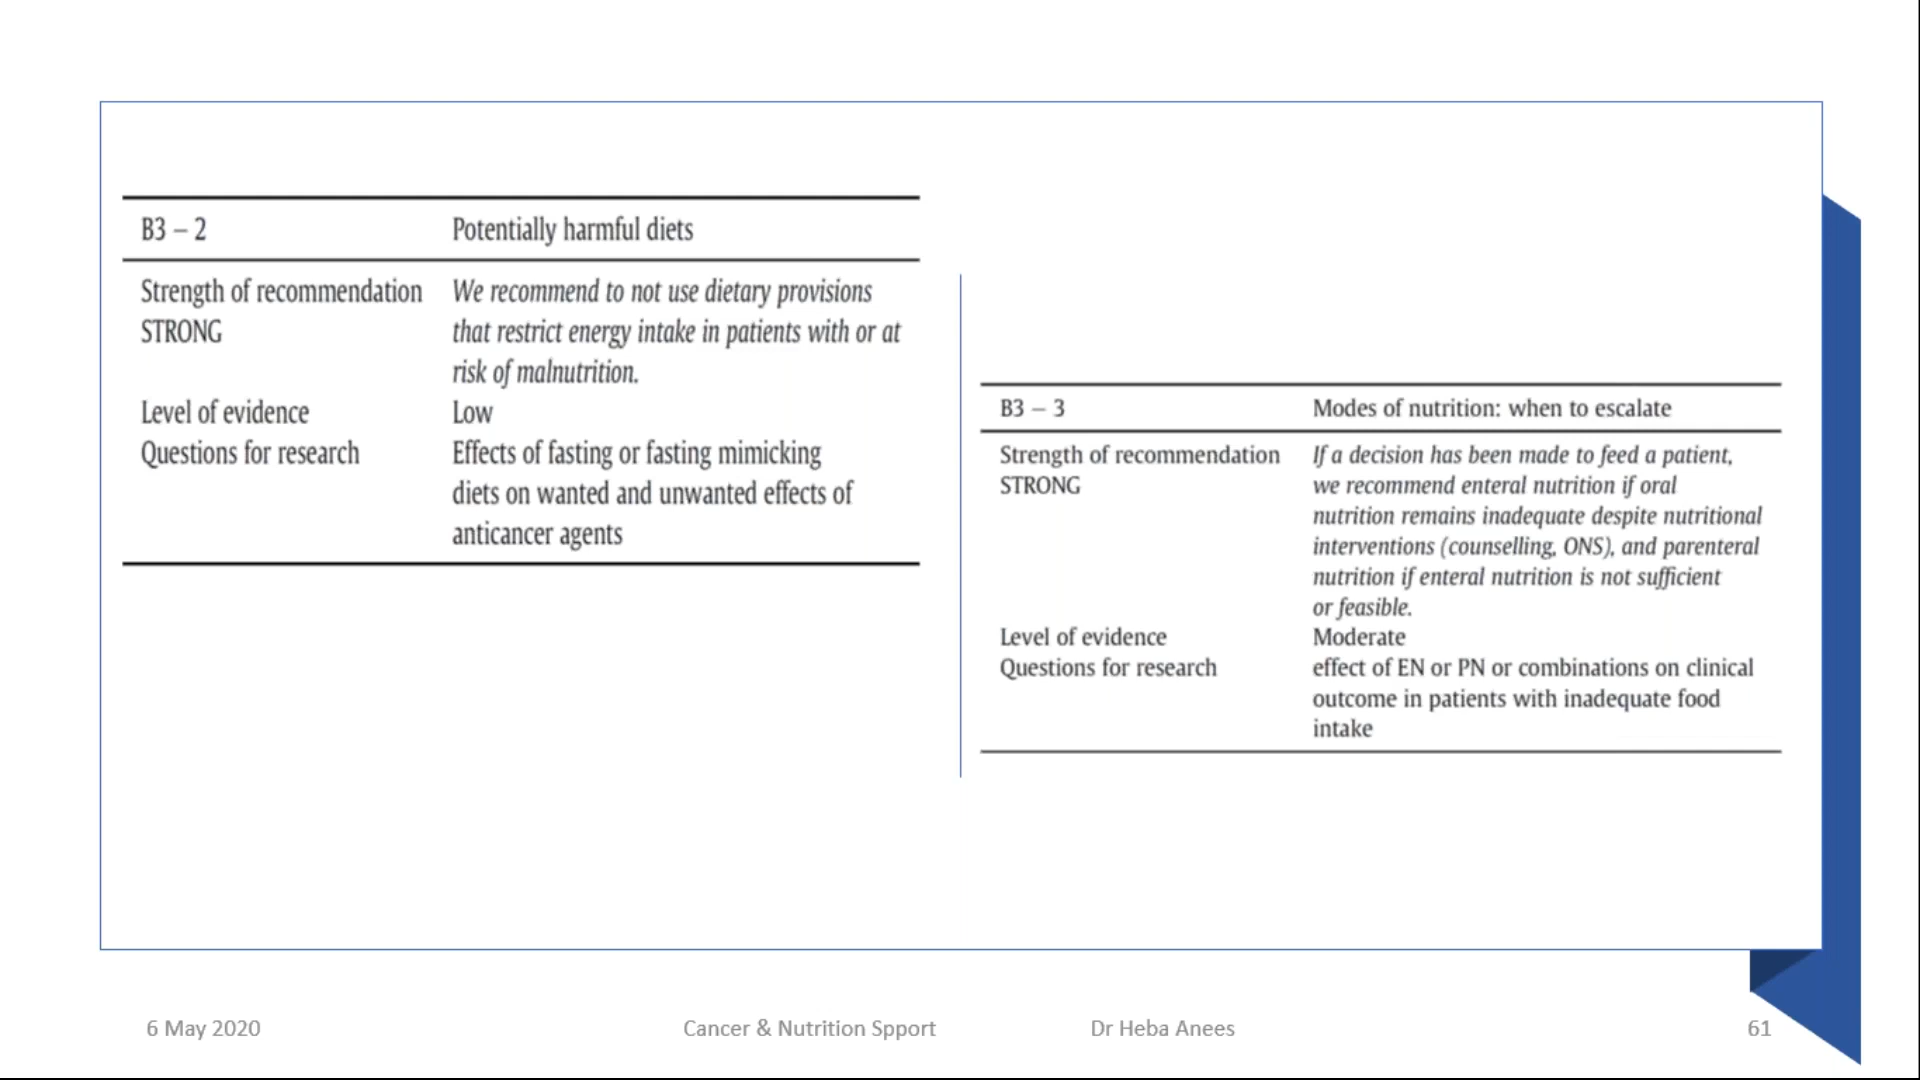 B3 – 2 Potentially harmful diets
Strength of recommendation We recommend to not use dietary provisions
STRONG that restrict energy intake in patients with or at
risk of malnutrition.
Level of evidence Low
Questions for research Effects of fasting or fasting mimicking
diets on wanted and unwanted effects of
anticancer agents
B3 – 3 Modes of nutrition: when to escalate
Strength of recommendation If a decision has been made to feed a patient,
STRONG we recommend enteral nutrition if oral
nutrition remains inadequate despite nutritional
interventions (counselling, ONS), and parenteral
nutrition if enteral nutrition is not sufficient
or feasible.
Level of evidence Moderate
Questions for research effect of EN or PN or combinations on clinical
outcome in patients with inadequate food
intake
6 May 2020 Cancer & Nutrition Spport Dr Heba Anees 61